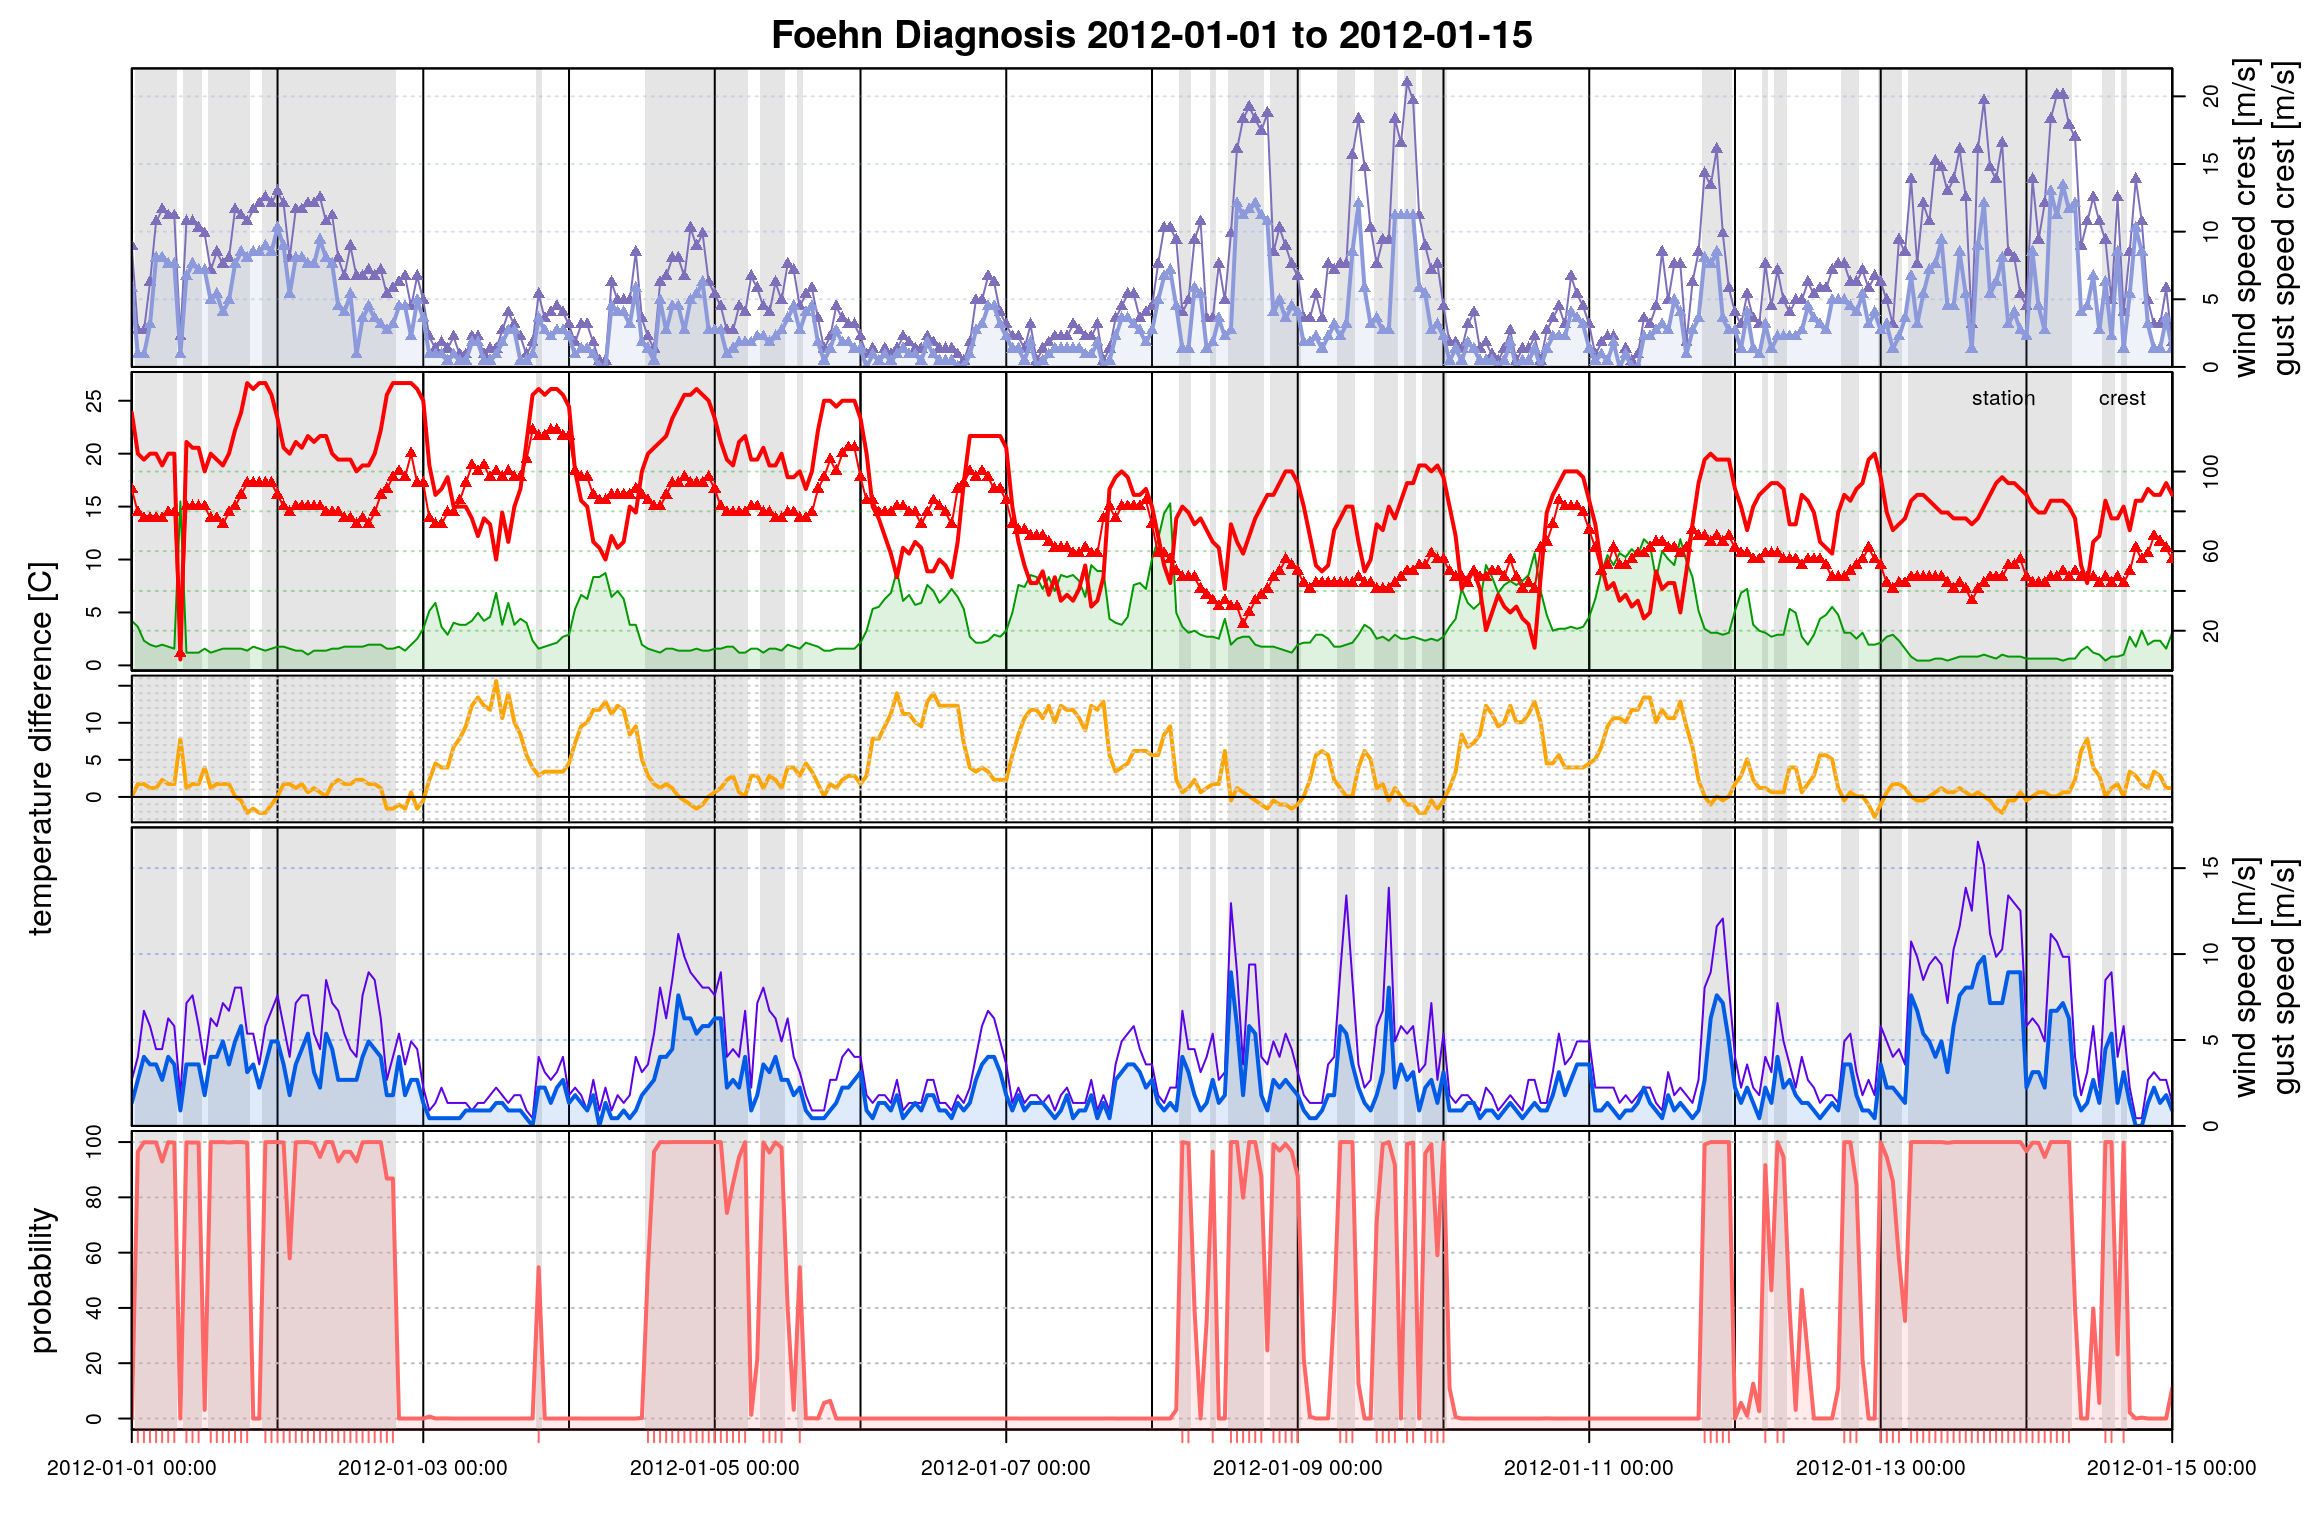 Foehn Diagnosis 2012-01-01 to 2012-01-15
0 5 10 15 20
wind speed crest [m/s]
gust speed crest [m/s]
0 5 10 15 20 25
station crest
20 60 100
temperature difference [C]
0 5 10
0 5 10 15
wind speed [m/s]
gust speed [m/s]
probability
0 20 40 60 80 100
2012-01-01 00:00 2012-01-03 00:00 2012-01-05 00:00 2012-01-07 00:00 2012-01-09 00:00 2012-01-11 00:00 2012-01-13 00:00 2012-01-15 00:00